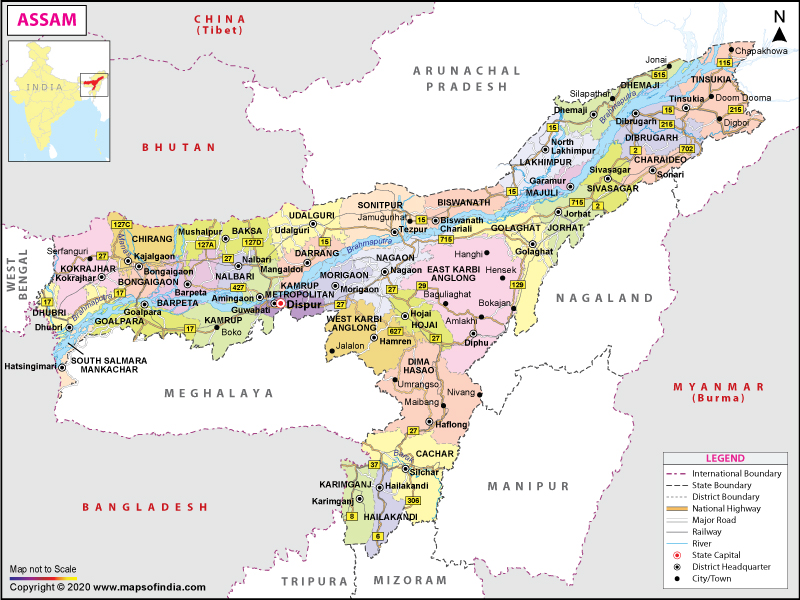 ASSAM
CHINA
(Tibet)
N
INDIA
ARUNACHAL
PRADESH
BHUTAN
Chapakhowa
115
Jonai
515
DHEMAJI
TINSUKIA
Silapathar
Brahmaputra
Tinsukia
Doom Dooma
Dhemaji
15
215
Dibrugarh
215
Digboi
15
DIBRUGARH
North
Lakhimpur
2
702
LAKHIMPUR
CHARAIDEO
Sivasagar
Sonari
Garamur
MAJULI
SIVASAGAR
15
715
2
SONITPUR
BISWANATH
Jamugurihat
UDALGURI
Jorhat
127C
15
Biswanath
Chariali
GOLAGHAT
JORHAT
Udalguri
Tezpur
Mushalpur
BAKSA
CHIRANG
127A
127D
15
Brahmaputra
715
Golaghat
Serfanguri
27
Manas
Kajalgaon
DARRANG
NAGAON
Hanghi
WEST
BENGAL
KOKRAJHAR
Bongaigaon
27
Nalbari
Mangaldoi
Nagaon
EAST KARBI
ANGLONG
Hensek
Kokrajhar
NALBARI
MORIGAON
BONGAIGAON
427
KAMRUP
METROPOLITAN
Morigaon
27
29
129
Barpeta
Amingaon
Bagulighat
NAGALAND
17
Brahmaputra
17
BARPETA
Guwahati
Dispur
27
Bokajan
DHUBRI
Goalpara
Hojai
HOJAI
Amlakhi
GOALPARA
KAMRUP
WEST KARBI
ANGLONG
Dhubri
17
Boko
627
27
Diphu
Hamren
Jalalon
Hatsingimari
SOUTH SALMARA
MANKACHAR
DIMA
HASAO
Umrangso
Nivang
MEGHALAYA
Maibang
MYANMAR
(Burma)
Haflong
27
CACHAR
Barak
37
Silchar
KARIMGANJ
Hailakandi
Karimganj
306
MANIPUR
BANGLADESH
8
HAILAKANDI
6
TRIPURA
MIZORAM
LEGEND
International Boundary
State Boundary
District Boundary
National Highway
Major Road
Railway
River
State Capital
District Headquarter
City/Town
Map not to Scale
Copyright © 2020 www.mapsofindia.com